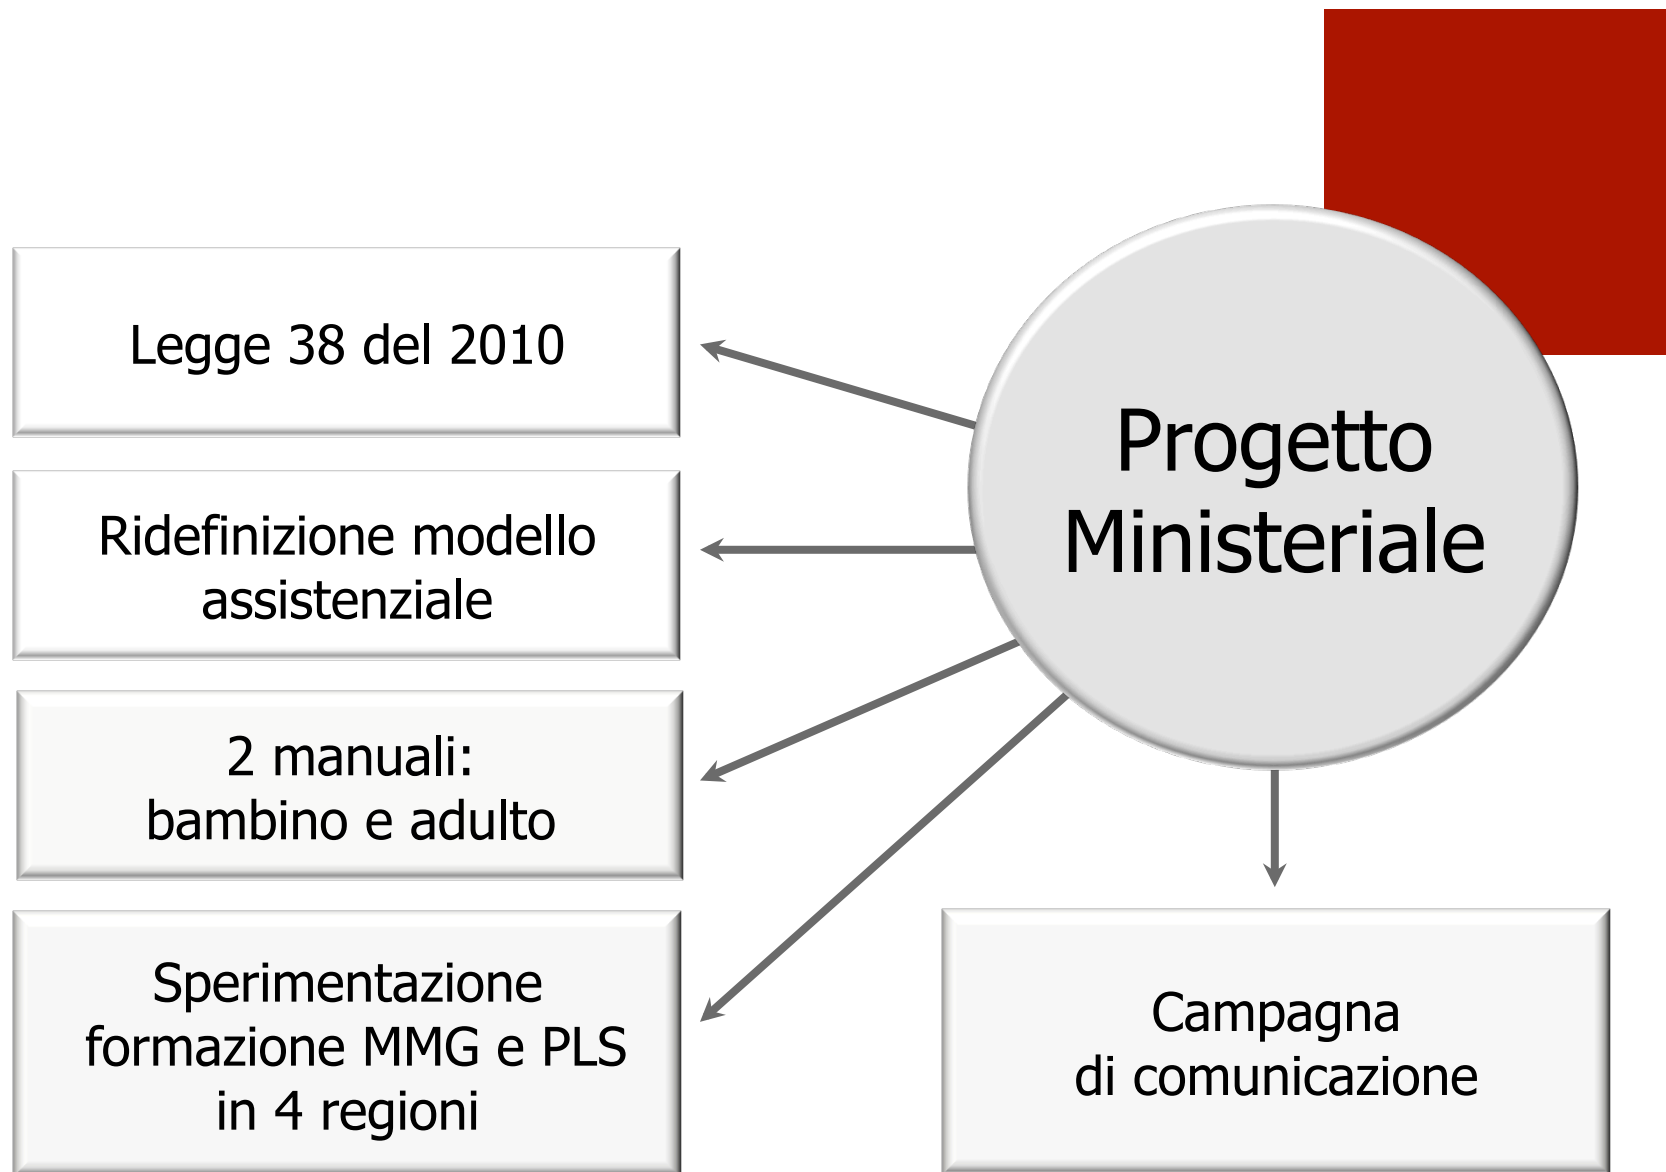 Legge 38 del 2010
Progetto
Ministeriale
Ridefinizione modello
assistenziale
2 manuali:
bambino e adulto
Sperimentazione
formazione MMG e PLS
in 4 regioni
Campagna
di comunicazione